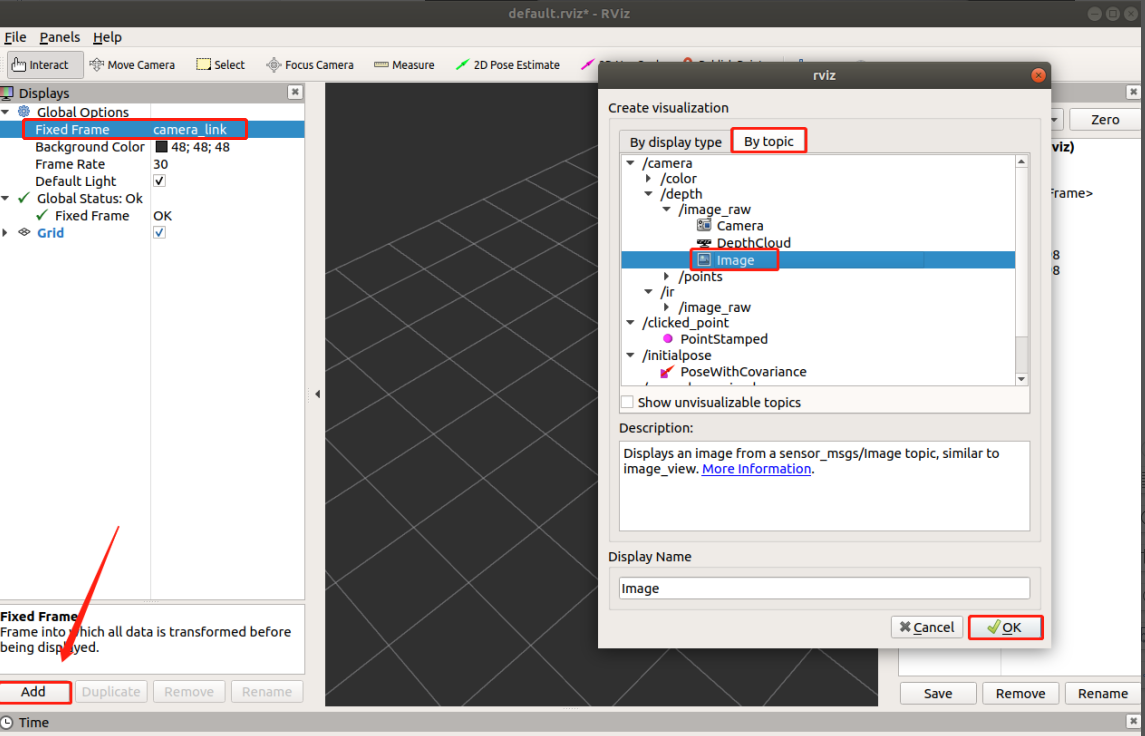 default.rviz* - RViz
File Panels Help
Interact Move Camera Select Focus Camera Measure 2D Pose Estimate
Displays
Global Options
Fixed Frame camera_link
Background Color 48; 48; 48
Frame Rate 30
Default Light
Global Status: Ok
Fixed Frame OK
Grid
Fixed Frame
Frame into which all data is transformed before
being displayed.
Add Duplicate Remove Rename
Time
rviz
Create visualization
By display type By topic
/camera
/color
/depth
/image_raw
Camera
DepthCloud
Image
/points
/ir
/image_raw
/clicked_point
PointStamped
/initialpose
PoseWithCovariance
Show unvisualizable topics
Description:
Displays an image from a sensor_msgs/Image topic, similar to
image_view. More Information.
Display Name
Image
Cancel OK
Zero
viz)
Frame>
8
8
Save Remove Rename